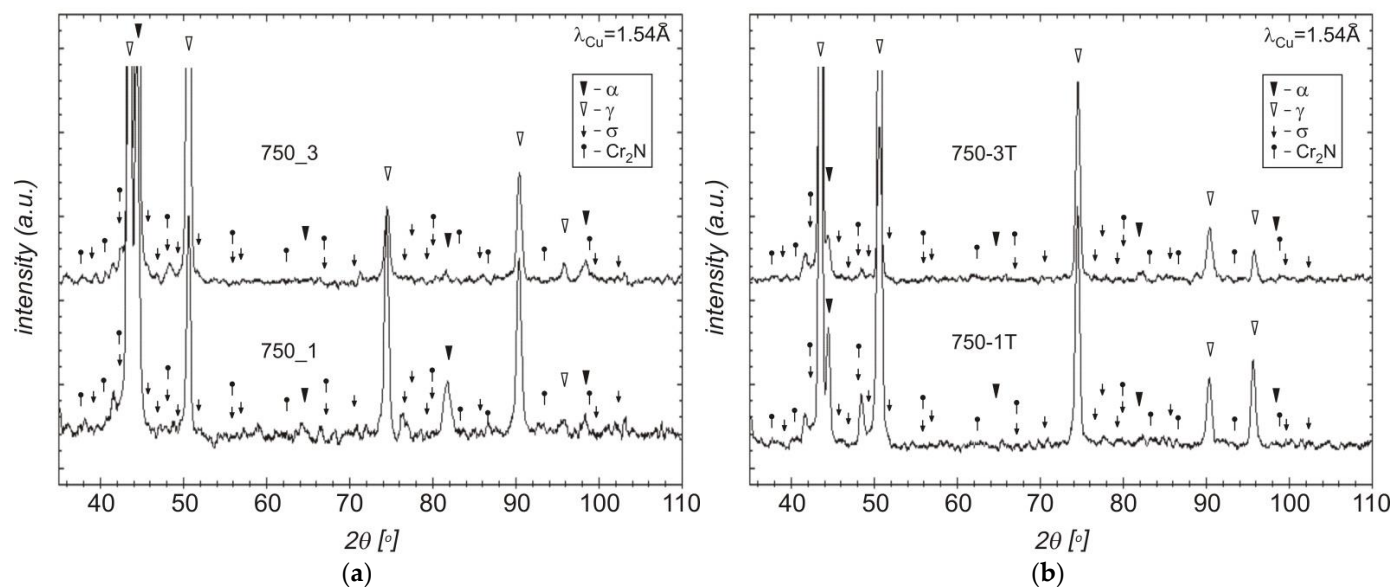 λCu=1.54Å
▼ – α
▽ – γ
↓ – σ
– Cr2N
750_3
750_1
intensity (a.u.)
40 50 60 70 80 90 100 110
2θ [°]
(a)
λCu=1.54Å
▼ – α
▽ – γ
↓ – σ
– Cr2N
750-3T
750-1T
intensity (a.u.)
40 50 60 70 80 90 100 110
2θ [°]
(b)